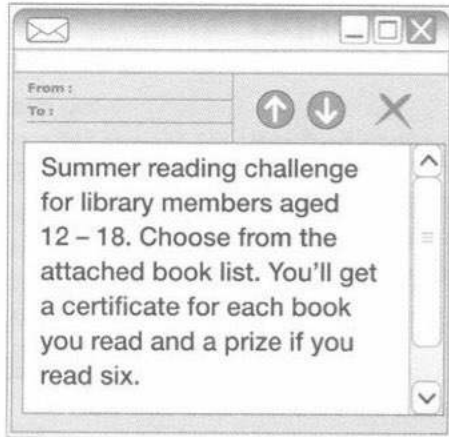 From :
To :
Summer reading challenge
for library members aged
12 – 18. Choose from the
attached book list. You'll get
a certificate for each book
you read and a prize if you
read six.